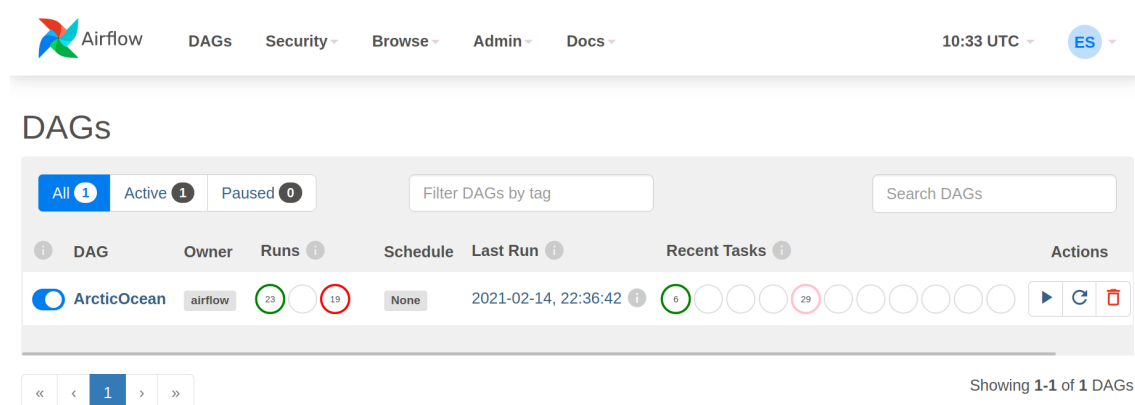 Airflow DAGs Security Browse Admin Docs 10:33 UTC ES
DAGs
All 1 Active 1 Paused 0 Filter DAGs by tag Search DAGs
i DAG Owner Runs i Schedule Last Run i Recent Tasks i Actions
ArcticOcean airflow 23 19 None 2021-02-14, 22:36:42 i 6 29
« ‹ 1 › » Showing 1-1 of 1 DAGs